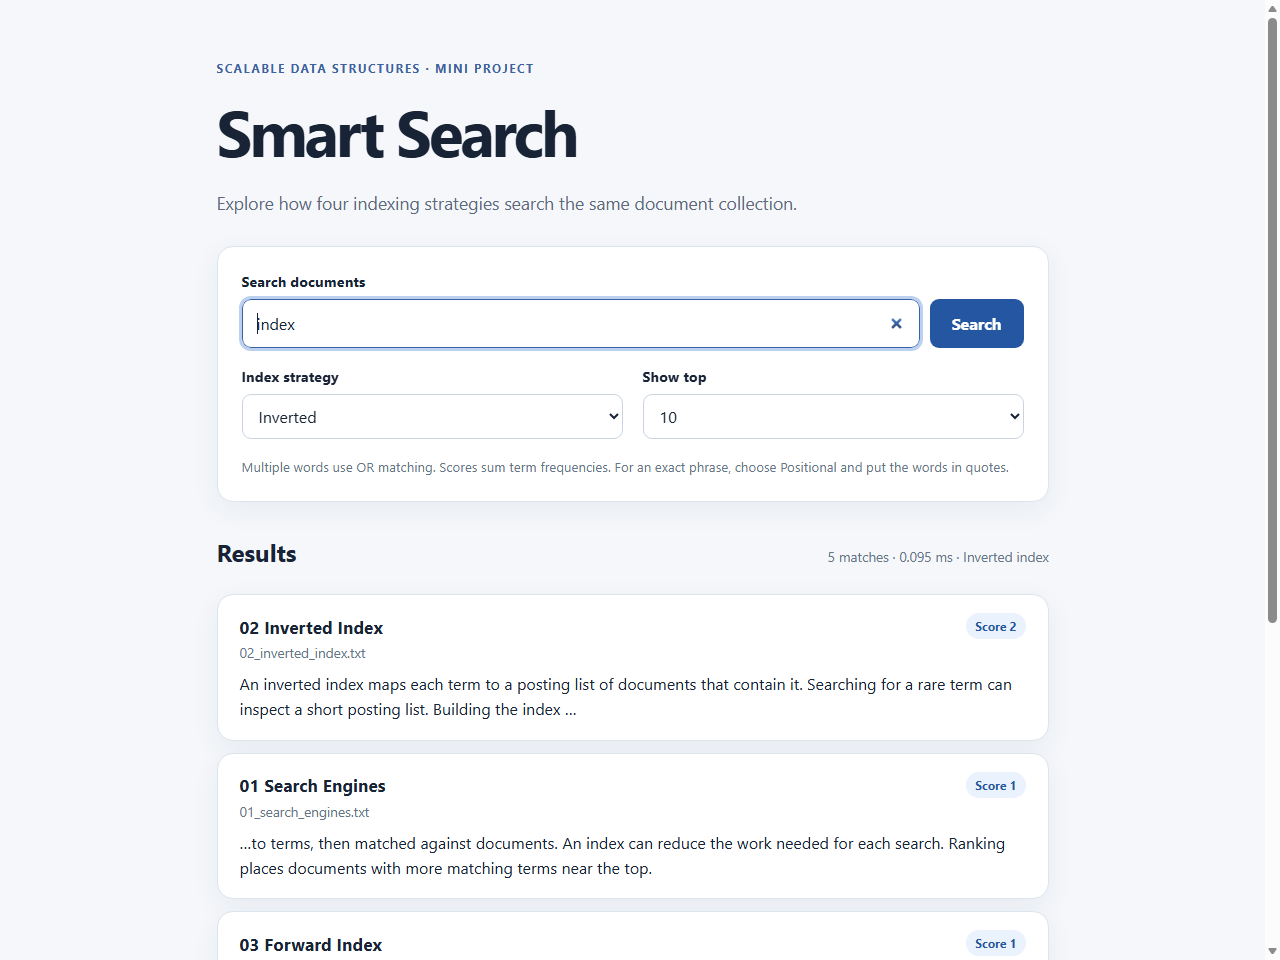 SCALABLE DATA STRUCTURES · MINI PROJECT
Smart Search
Explore how four indexing strategies search the same document collection.
Search documents
index
Search
Index strategy
Show top
Inverted
10
Multiple words use OR matching. Scores sum term frequencies. For an exact phrase, choose Positional and put the words in quotes.
Results
5 matches · 0.095 ms · Inverted index
02 Inverted Index
Score 2
02_inverted_index.txt
An inverted index maps each term to a posting list of documents that contain it. Searching for a rare term can
inspect a short posting list. Building the index ...
01 Search Engines
Score 1
01_search_engines.txt
...to terms, then matched against documents. An index can reduce the work needed for each search. Ranking
places documents with more matching terms near the top.
03 Forward Index
Score 1